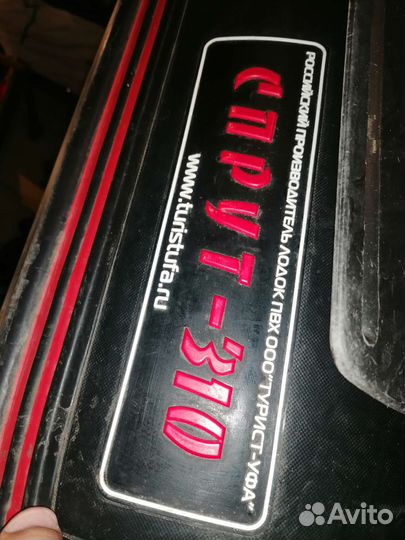 РОССИЙСКИЙ ПРОИЗВОДИТЕЛЬ ЛОДОК ПВХ ООО"ТУРИСТ-УФА"
СПРУТ-310
www.turistufa.ru
Avito